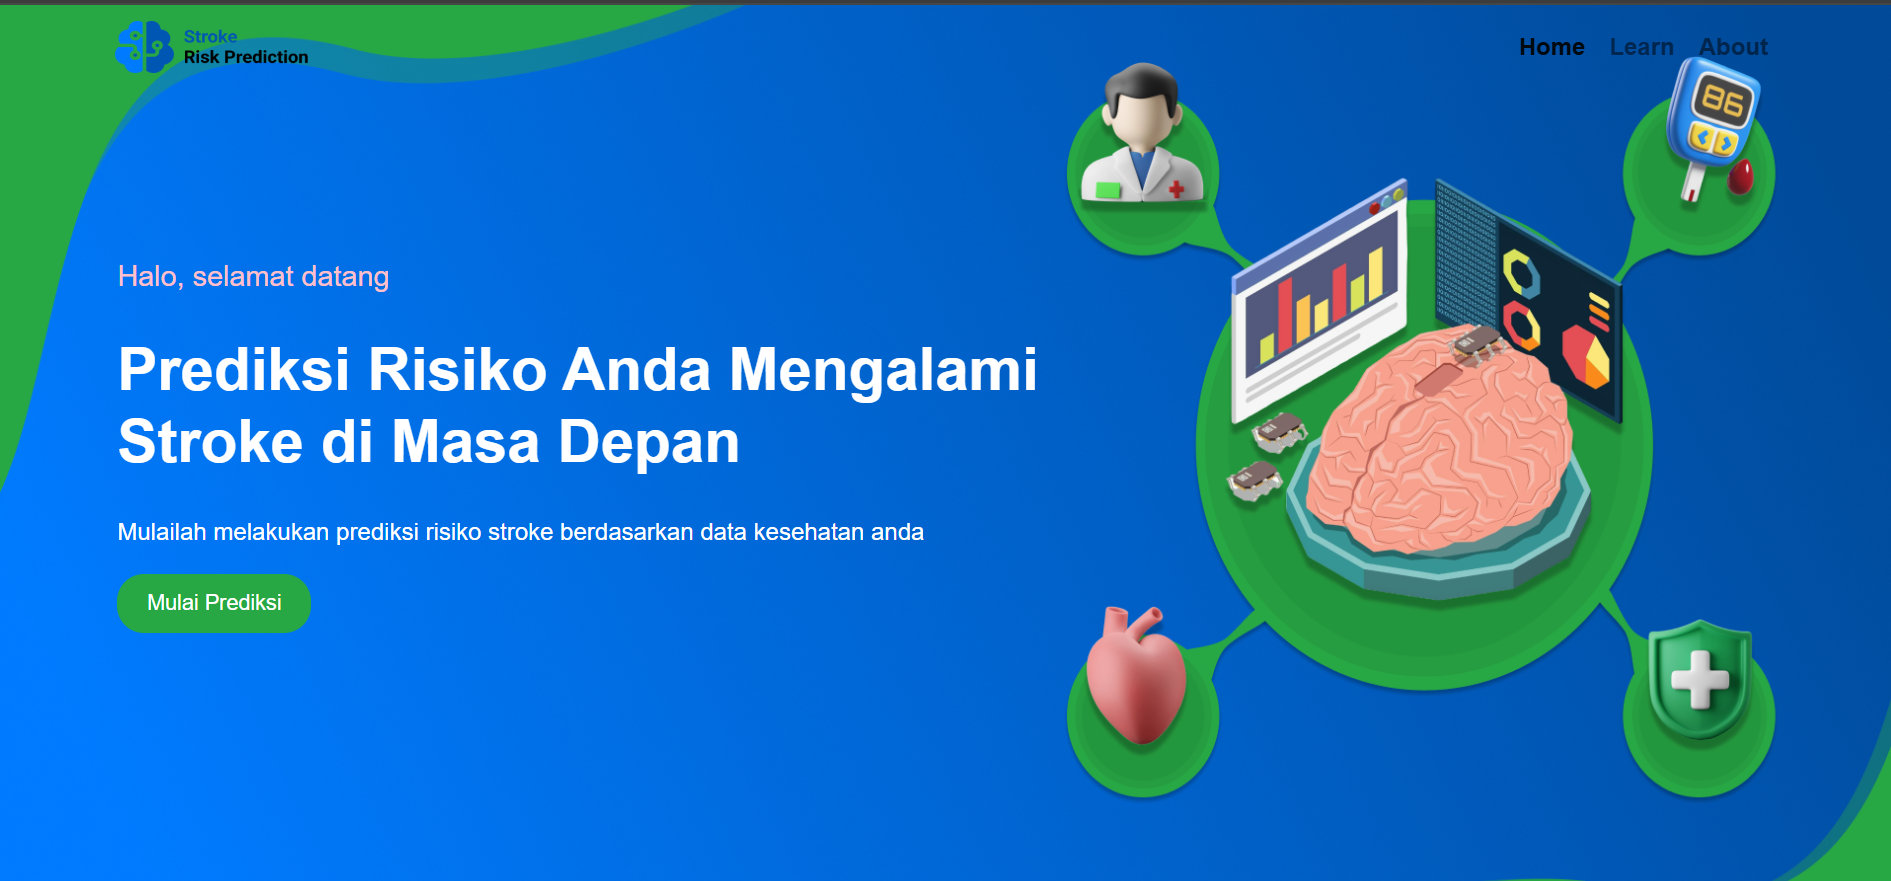 Stroke
Risk Prediction
Home Learn About
86
Halo, selamat datang
Prediksi Risiko Anda Mengalami
Stroke di Masa Depan
Mulailah melakukan prediksi risiko stroke berdasarkan data kesehatan anda
Mulai Prediksi